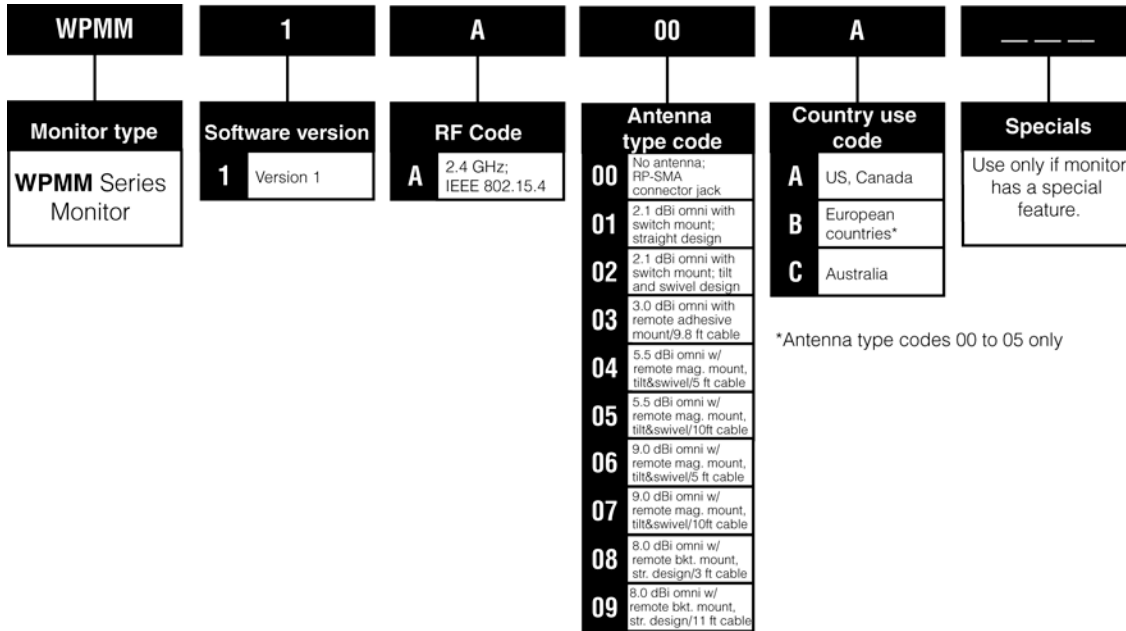 WPMM
1
A
00
A
__ __ __
Monitor type
WPMM Series
Monitor
Software version
1
Version 1
RF Code
A
2.4 GHz;
IEEE 802.15.4
Antenna
type code
00
No antenna;
RP-SMA
connector jack
01
2.1 dBi omni with
switch mount;
straight design
02
2.1 dBi omni with
switch mount; tilt
and swivel design
03
3.0 dBi omni with
remote adhesive
mount/9.8 ft cable
04
5.5 dBi omni w/
remote mag. mount,
tilt&swivel/5 ft cable
05
5.5 dBi omni w/
remote mag. mount,
tilt&swivel/10ft cable
06
9.0 dBi omni w/
remote mag. mount,
tilt&swivel/5 ft cable
07
9.0 dBi omni w/
remote mag. mount,
tilt&swivel/10ft cable
08
8.0 dBi omni w/
remote bkt. mount,
str. design/3 ft cable
09
8.0 dBi omni w/
remote bkt. mount,
str. design/11 ft cable
Country use
code
A
US, Canada
B
European
countries*
C
Australia
*Antenna type codes 00 to 05 only
Specials
Use only if monitor
has a special
feature.